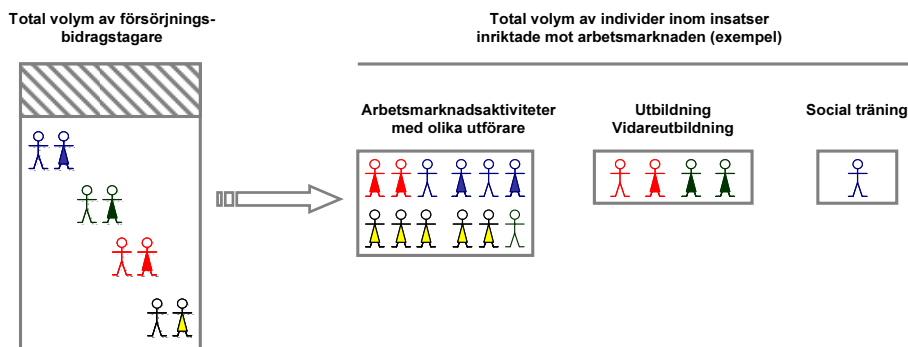 Total volym av försörjnings-
bidragstagare
Total volym av individer inom insatser
inriktade mot arbetsmarknaden (exempel)
Arbetsmarknadsaktiviteter
med olika utförare
Utbildning
Vidareutbildning
Social träning